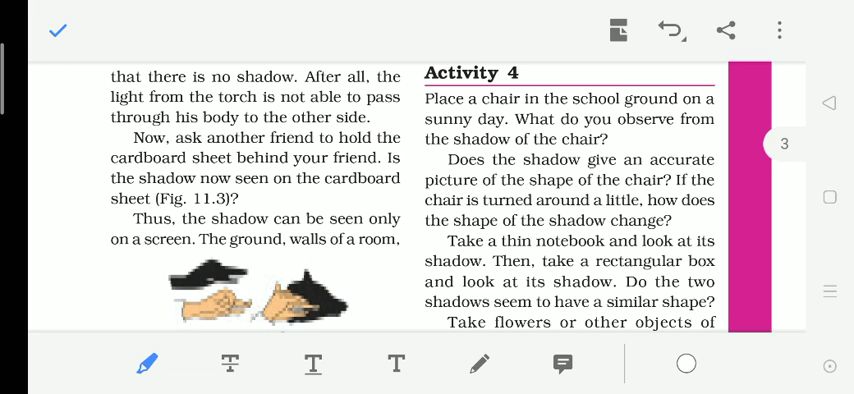 that there is no shadow. After all, the
light from the torch is not able to pass
through his body to the other side.
Now, ask another friend to hold the
cardboard sheet behind your friend. Is
the shadow now seen on the cardboard
sheet (Fig. 11.3)?
Thus, the shadow can be seen only
on a screen. The ground, walls of a room,
Activity 4
Place a chair in the school ground on a
sunny day. What do you observe from
the shadow of the chair?
Does the shadow give an accurate
picture of the shape of the chair? If the
chair is turned around a little, how does
the shape of the shadow change?
Take a thin notebook and look at its
shadow. Then, take a rectangular box
and look at its shadow. Do the two
shadows seem to have a similar shape?
Take flowers or other objects of
3
T
T
T